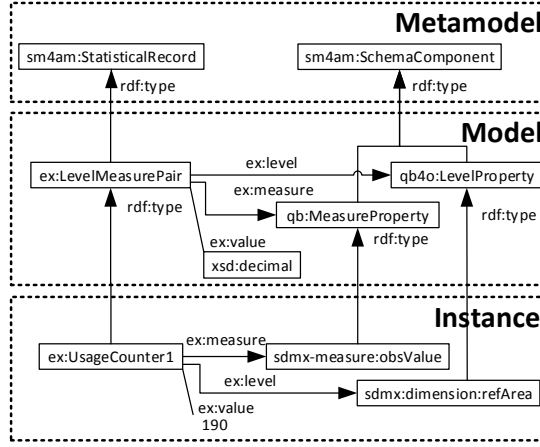 Metamodel
sm4am:StatisticalRecord
sm4am:SchemaComponent
rdf:type
rdf:type
Model
ex:level
ex:LevelMeasurePair
qb4o:LevelProperty
ex:measure
rdf:type
rdf:type
qb:MeasureProperty
rdf:type
ex:value
xsd:decimal
Instance
ex:measure
ex:UsageCounter1
sdmx-measure:obsValue
ex:level
sdmx:dimension:refArea
ex:value
190